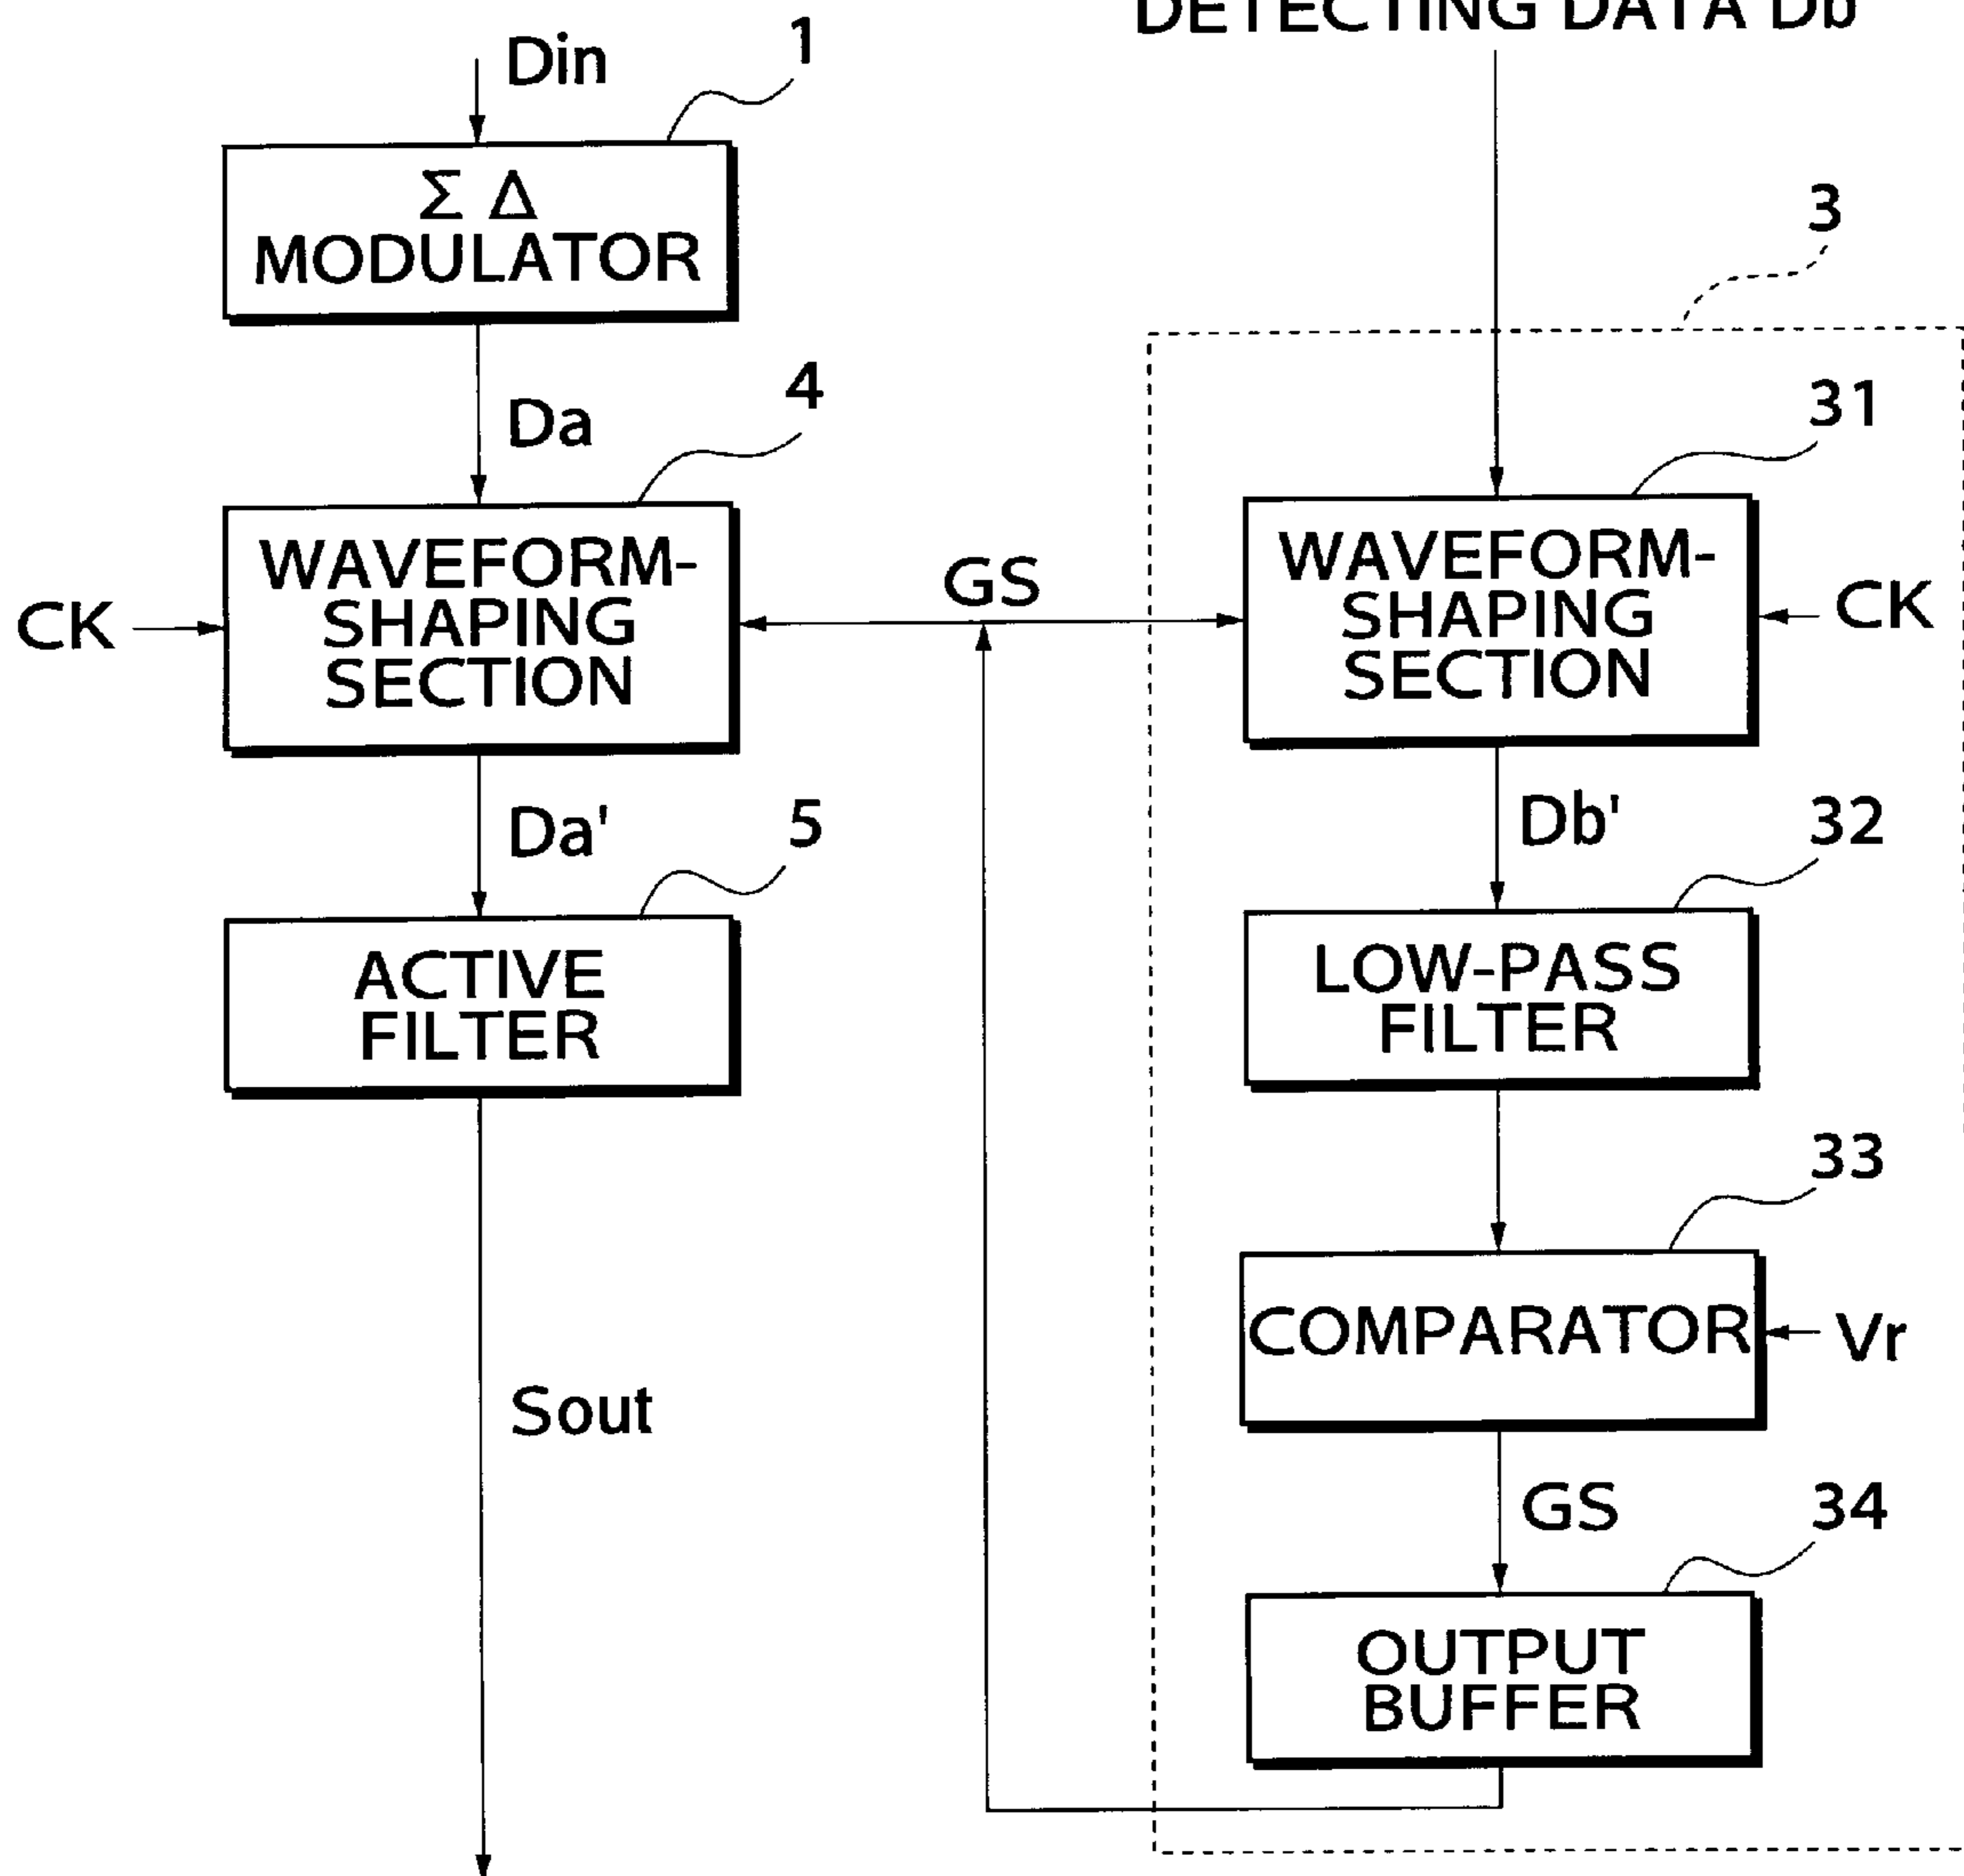 DETECTING DATA Db
Din
1
Σ Δ
MODULATOR
3
Da
4
31
WAVEFORM-
SHAPING
SECTION
CK
GS
WAVEFORM-
SHAPING
SECTION
CK
Da'
5
Db'
32
ACTIVE
FILTER
LOW-PASS
FILTER
33
COMPARATOR
Vr
Sout
GS
34
OUTPUT
BUFFER